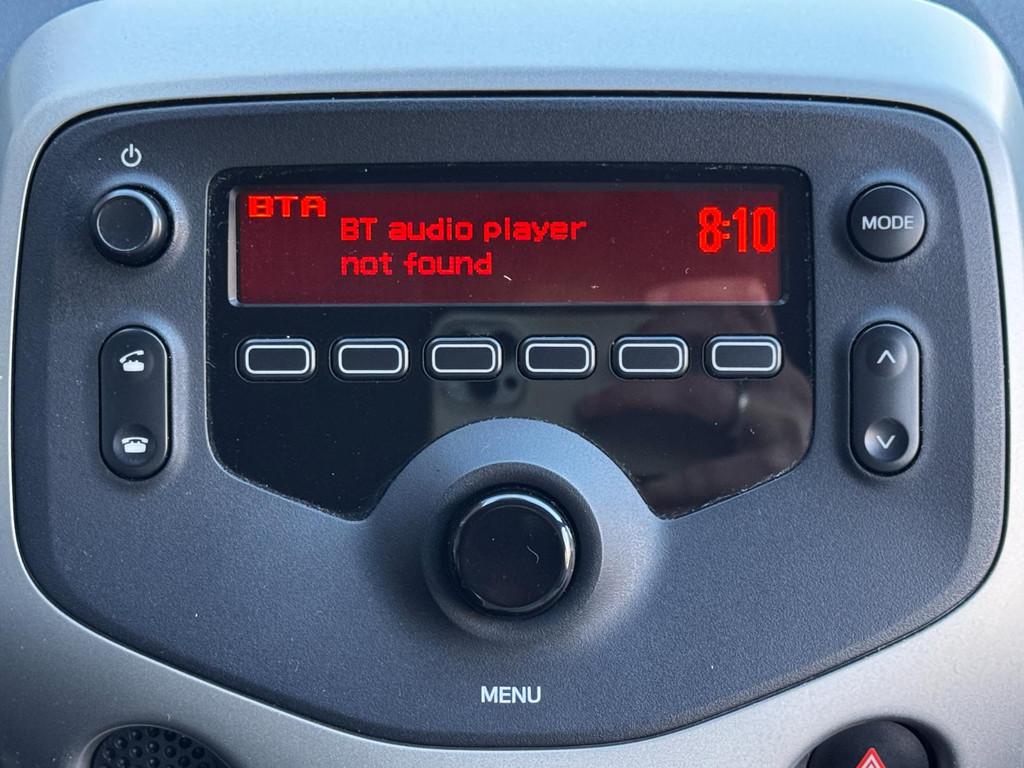 BTA
BT audio player
not found
8:10
MODE
MENU